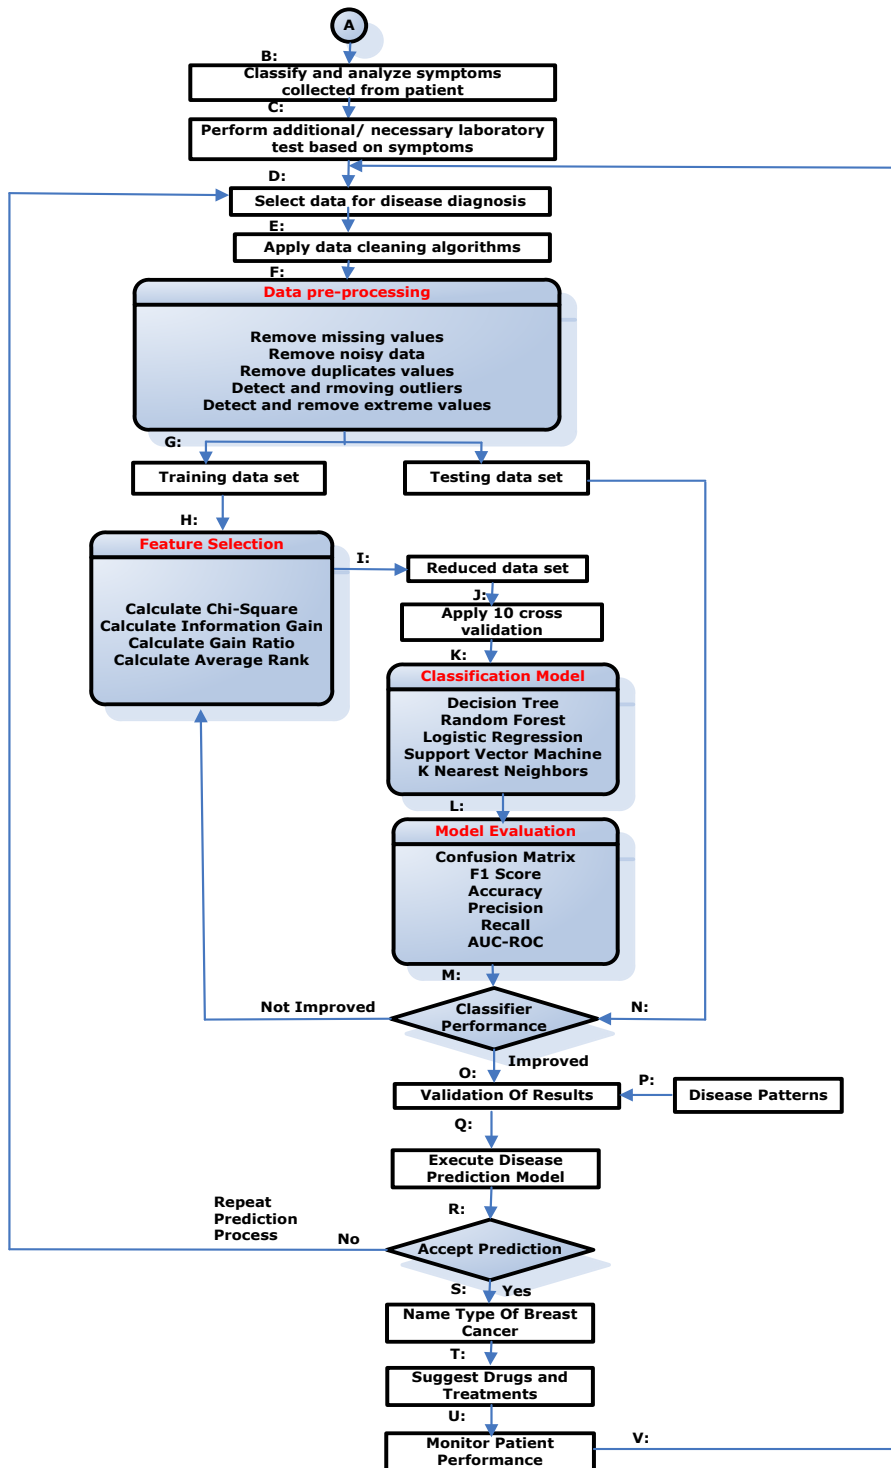 A
B:
Classify and analyze symptoms
collected from patient
C:
Perform additional/ necessary laboratory
test based on symptoms
D:
Select data for disease diagnosis
E:
Apply data cleaning algorithms
F:
Data pre-processing
Remove missing values
Remove noisy data
Remove duplicates values
Detect and rmoving outliers
Detect and remove extreme values
G:
Training data set
Testing data set
H:
Feature Selection
Calculate Chi-Square
Calculate Information Gain
Calculate Gain Ratio
Calculate Average Rank
I:
Reduced data set
J:
Apply 10 cross
validation
K:
Classification Model
Decision Tree
Random Forest
Logistic Regression
Support Vector Machine
K Nearest Neighbors
L:
Model Evaluation
Confusion Matrix
F1 Score
Accuracy
Precision
Recall
AUC-ROC
M:
Not Improved
Classifier
Performance
N:
Improved
O:
Validation Of Results
P:
Disease Patterns
Q:
Execute Disease
Prediction Model
R:
Repeat
Prediction
Process
No
Accept Prediction
S:
Yes
Name Type Of Breast
Cancer
T:
Suggest Drugs and
Treatments
U:
Monitor Patient
Performance
V: